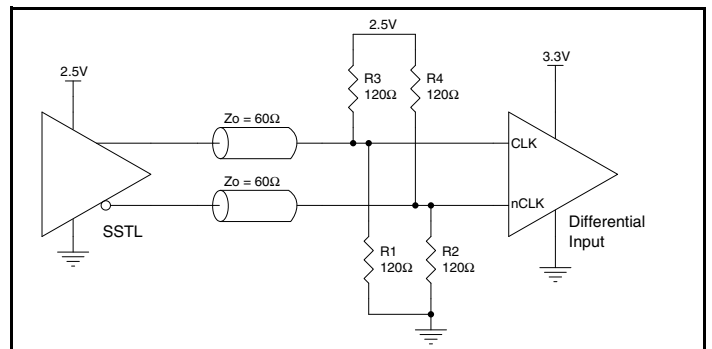 2.5V
2.5V
3.3V
R3
120Ω
R4
120Ω
Zo = 60Ω
CLK
Zo = 60Ω
nCLK
SSTL
Differential
Input
R1
120Ω
R2
120Ω